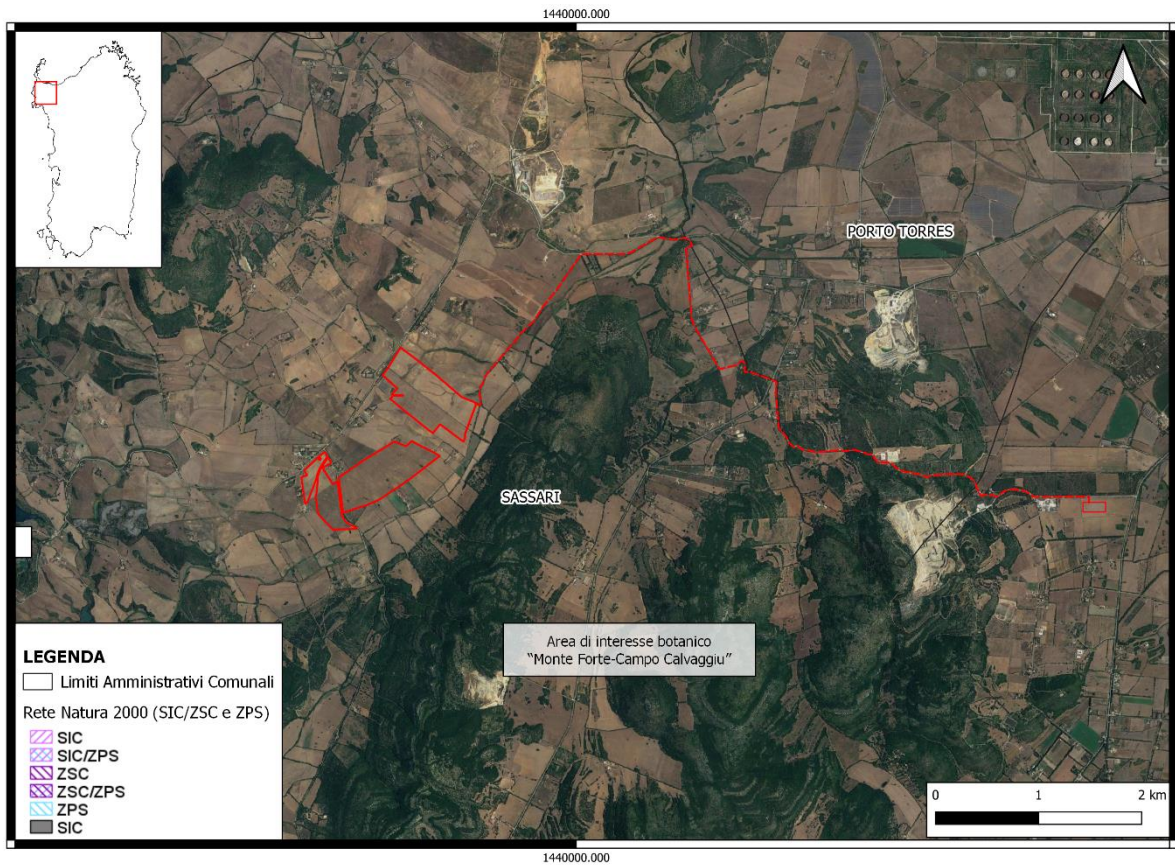 1440000.000
PORTO TORRES
SASSARI
Area di interesse botanico
"Monte Forte-Campo Calvaggiu"
LEGENDA
Limiti Amministrativi Comunali
Rete Natura 2000 (SIC/ZSC e ZPS)
SIC
SIC/ZPS
ZSC
ZSC/ZPS
ZPS
SIC
0 1 2 km
1440000.000